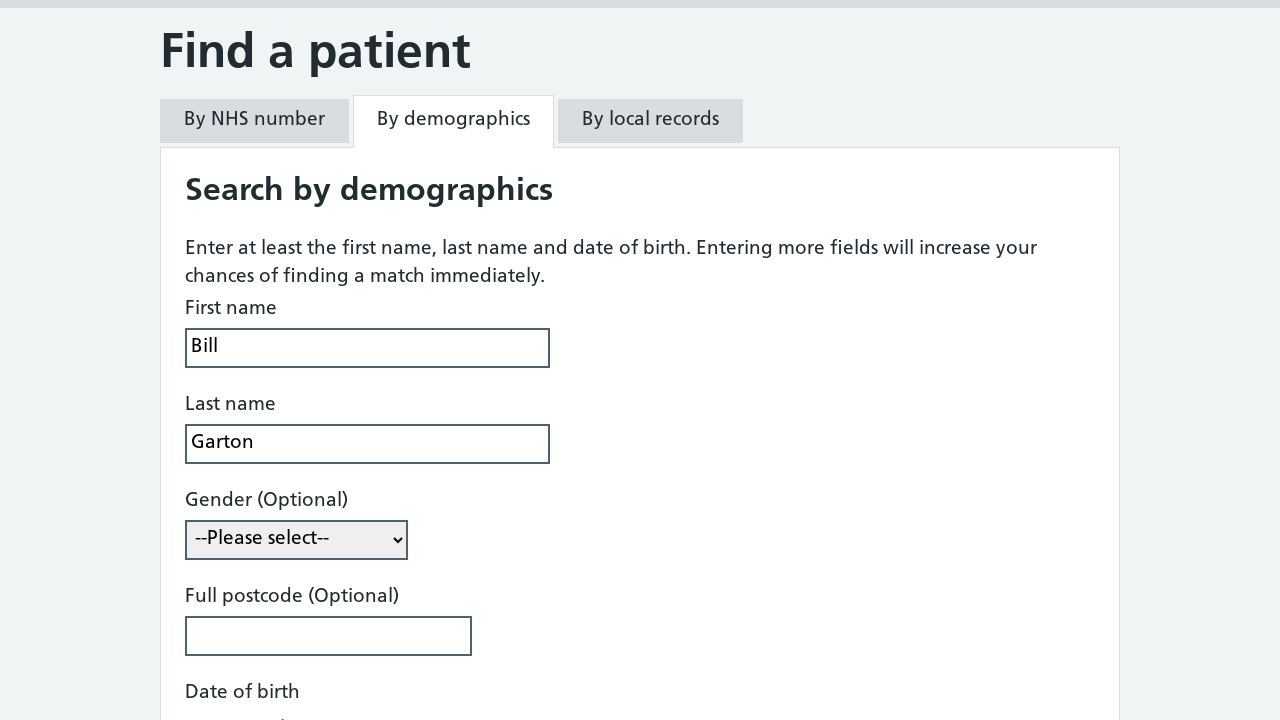 Find a patient
By NHS number
By demographics
By local records
Search by demographics
Enter at least the first name, last name and date of birth. Entering more fields will increase your
chances of finding a match immediately.
First name
Bill
Last name
Garton
Gender (Optional)
--Please select--
Full postcode (Optional)
Date of birth